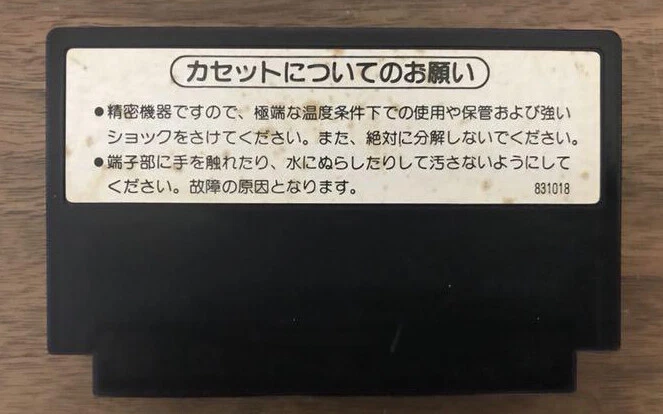 カセットについてのお願い
●精密機器ですので、極端な温度条件下での使用や保管および強い
ショックをさけてください。また、絶対に分解しないでください。
●端子部に手を触れたり、水にぬらしたりして汚さないようにして
ください。故障の原因となります。 831018